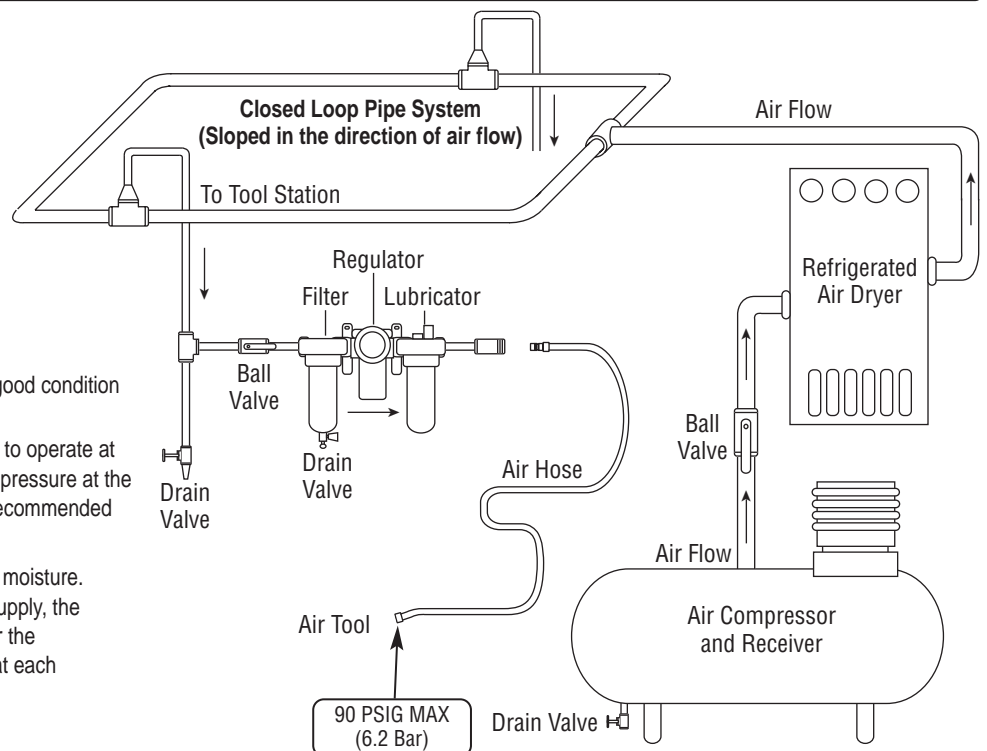 Closed Loop Pipe System
(Sloped in the direction of air flow)
Air Flow
To Tool Station
Regulator
Filter
Lubricator
Refrigerated
Air Dryer
Ball
Valve
good condition
to operate at
pressure at the
recommended
moisture.
supply, the
the
at each
Drain
Valve
Drain
Valve
Air Hose
Ball
Valve
Air Flow
Air Tool
Air Compressor
and Receiver
90 PSIG MAX
(6.2 Bar)
Drain Valve